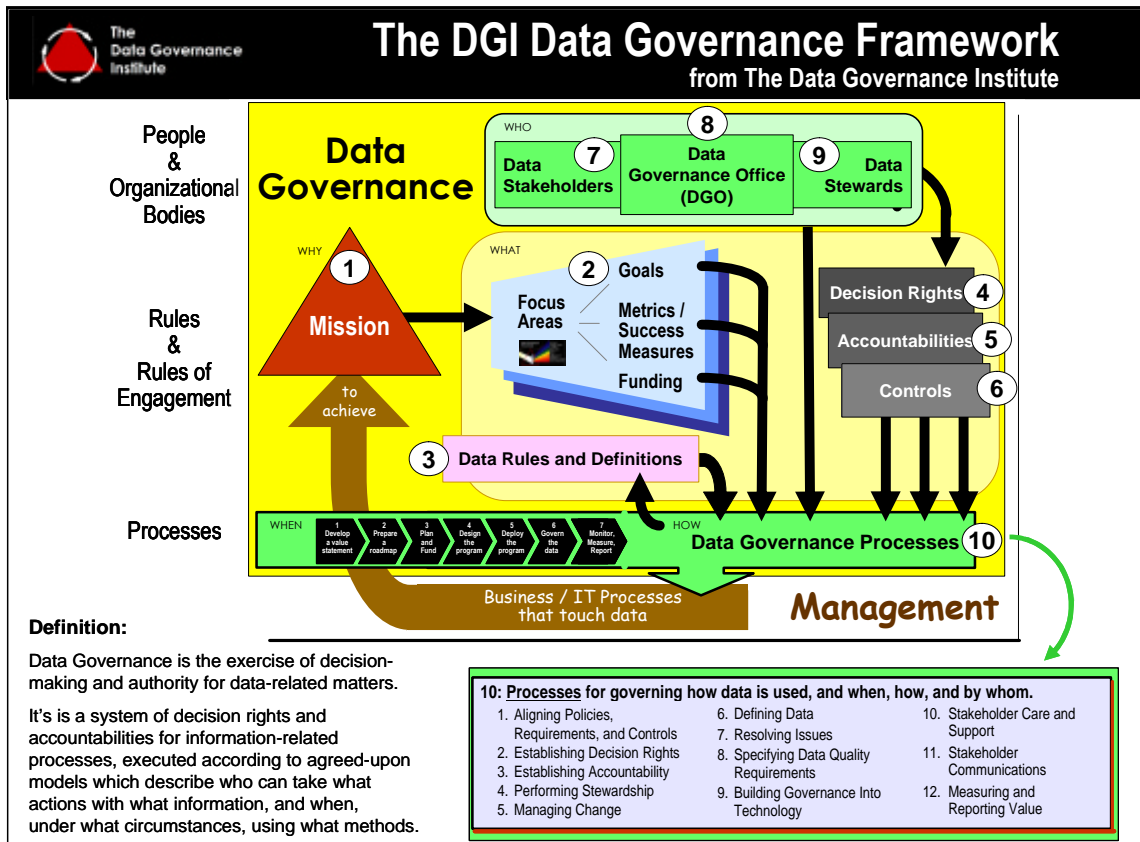 The
Data Governance
Institute
The DGI Data Governance Framework
from The Data Governance Institute
People
&
Organizational
Bodies
Rules
&
Rules of
Engagement
Processes
Data
Governance
WHO
7
Data
Stakeholders
8
Data
Governance Office
(DGO)
9
Data
Stewards
WHY
1
Mission
to
achieve
WHAT
2
Focus
Areas
Goals
Metrics /
Success
Measures
Funding
Decision Rights
4
Accountabilities
5
Controls
6
3
Data Rules and Definitions
WHEN
1
Develop
a value
statement
2
Prepare
a
roadmap
3
Plan
and
Fund
4
Design
the
program
5
Deploy
the
program
6
Govern
the
data
7
Monitor,
Measure,
Report
HOW
Data Governance Processes
10
Business / IT Processes
that touch data
Management
Definition:
Data Governance is the exercise of decision-
making and authority for data-related matters.
It's is a system of decision rights and
accountabilities for information-related
processes, executed according to agreed-upon
models which describe who can take what
actions with what information, and when,
under what circumstances, using what methods.
10: Processes for governing how data is used, and when, how, and by whom.
1. Aligning Policies,
Requirements, and Controls
2. Establishing Decision Rights
3. Establishing Accountability
4. Performing Stewardship
5. Managing Change
6. Defining Data
7. Resolving Issues
8. Specifying Data Quality
Requirements
9. Building Governance Into
Technology
10. Stakeholder Care and
Support
11. Stakeholder
Communications
12. Measuring and
Reporting Value